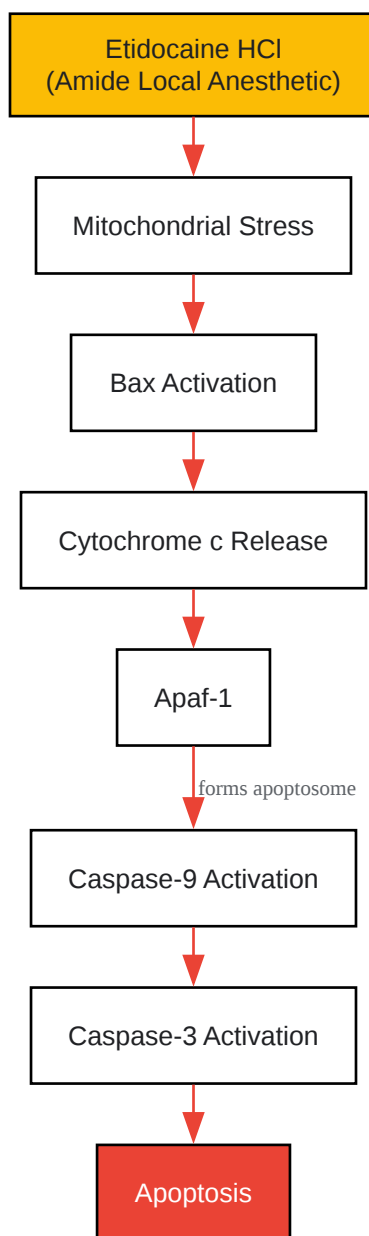 Etidocaine HCl
(Amide Local Anesthetic)
Mitochondrial Stress
Bax Activation
Cytochrome c Release
Apaf-1
forms apoptosome
Caspase-9 Activation
Caspase-3 Activation
Apoptosis